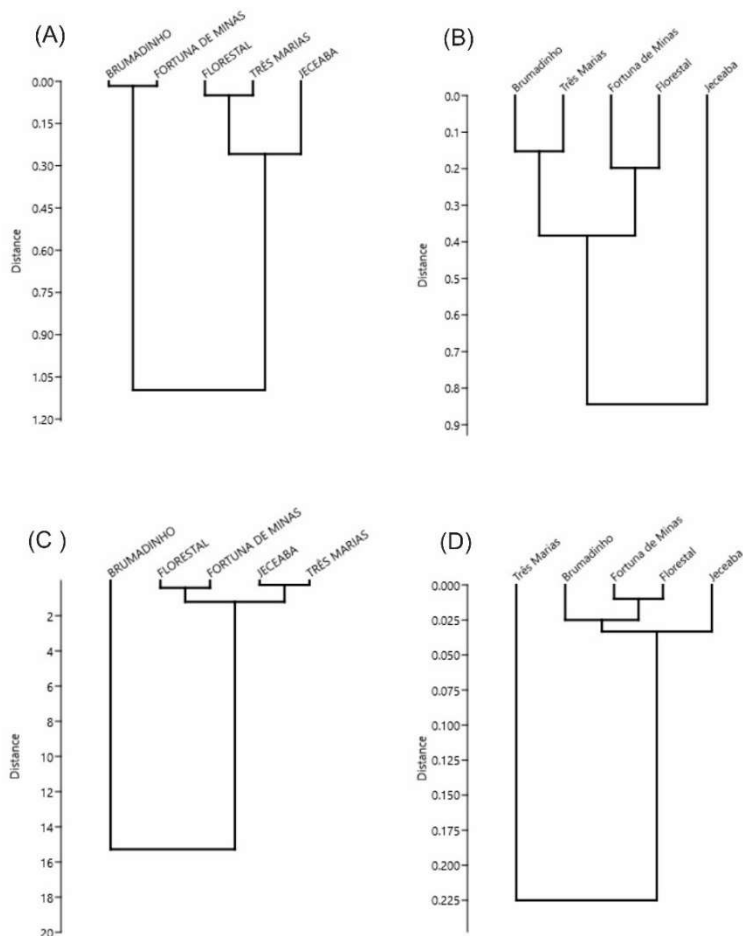 (A)
BRUMADINHO
FORTUNA DE MINAS
FLORESTAL
TRÊS MARIAS
JECEABA
0.00
0.15
0.30
0.45
0.60
0.75
0.90
1.05
1.20
Distance
(B)
Brumadinho
Três Marias
Fortuna de Minas
Florestal
Jeceaba
0.0
0.1
0.2
0.3
0.4
0.5
0.6
0.7
0.8
0.9
Distance
(C )
BRUMADINHO
FLORESTAL
FORTUNA DE MINAS
JECEABA
TRÊS MARIAS
2
4
6
8
10
12
14
16
18
20
Distance
(D)
Três Marias
Brumadinho
Fortuna de Minas
Florestal
Jeceaba
0.000
0.025
0.050
0.075
0.100
0.125
0.150
0.175
0.200
0.225
Distance